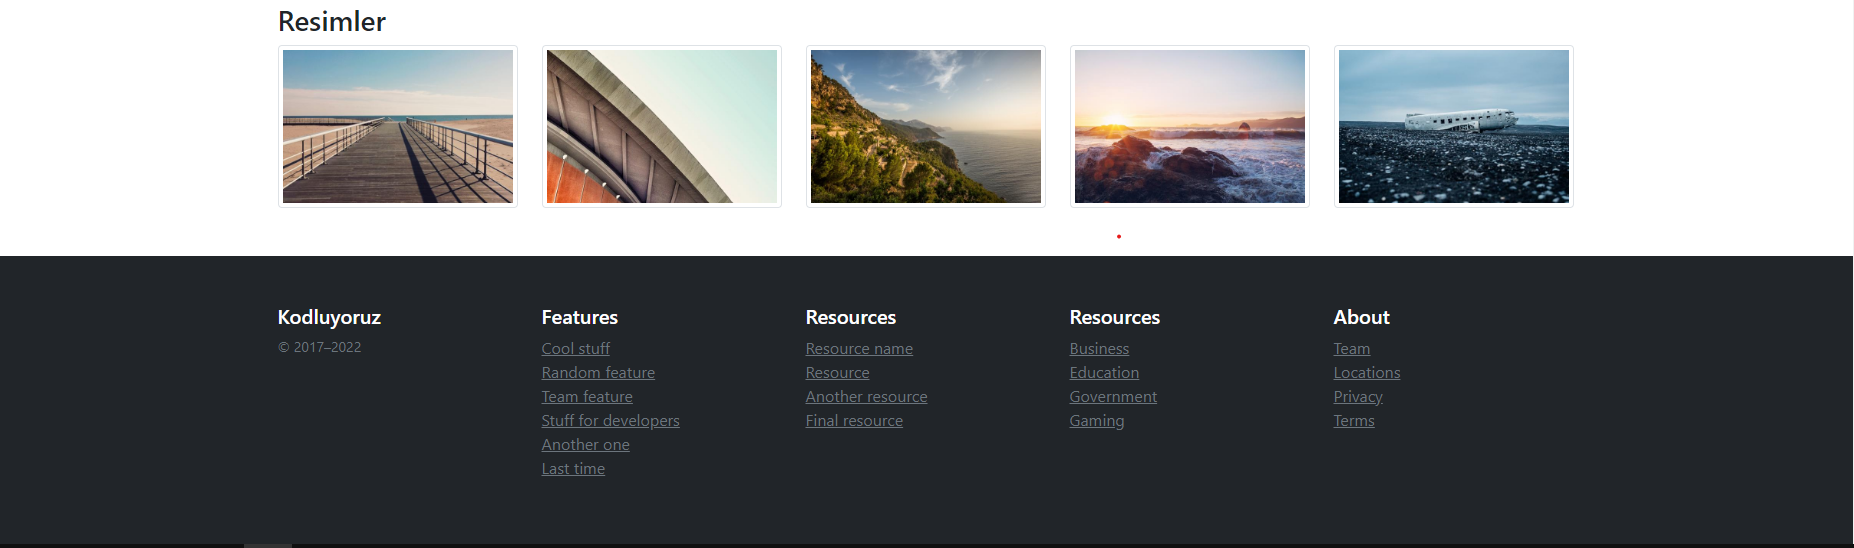 Resimler
Kodluyoruz
© 2017–2022
Features
Cool stuff
Random feature
Team feature
Stuff for developers
Another one
Last time
Resources
Resource name
Resource
Another resource
Final resource
Resources
Business
Education
Government
Gaming
About
Team
Locations
Privacy
Terms